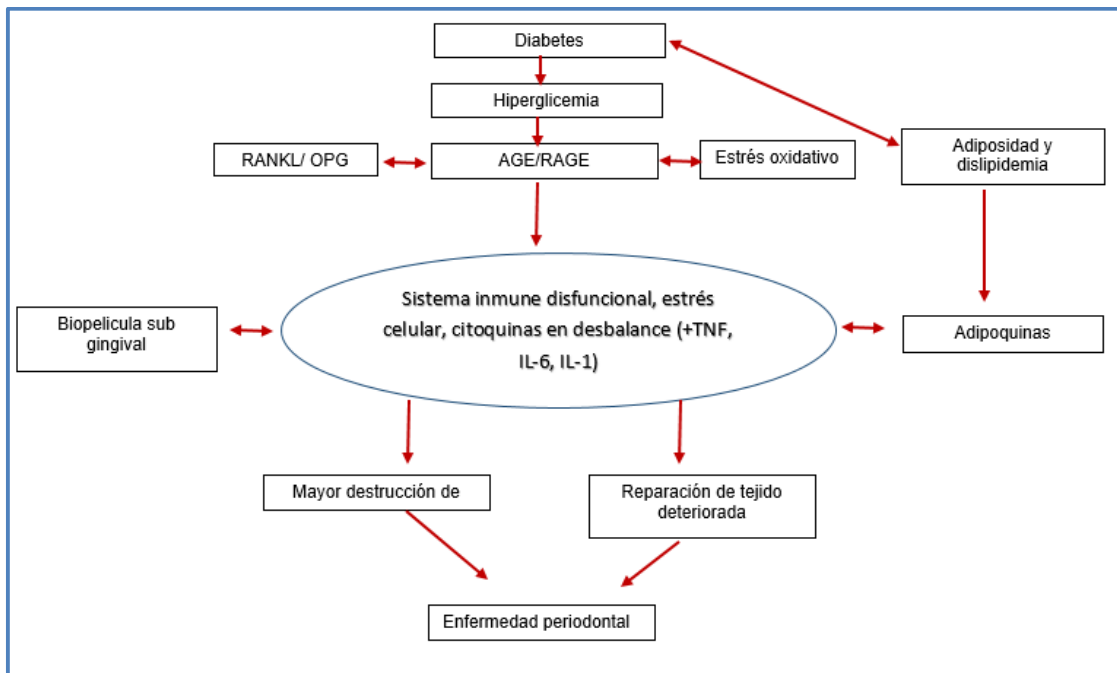 Diabetes
Hiperglicemia
RANKL/ OPG
AGE/RAGE
Estrés oxidativo
Adiposidad y
dislipidemia
Sistema inmune disfuncional, estrés
celular, citoquinas en desbalance (+TNF,
IL-6, IL-1)
Biopelicula sub
gingival
Adipoquinas
Mayor destrucción de
Reparación de tejido
deteriorada
Enfermedad periodontal